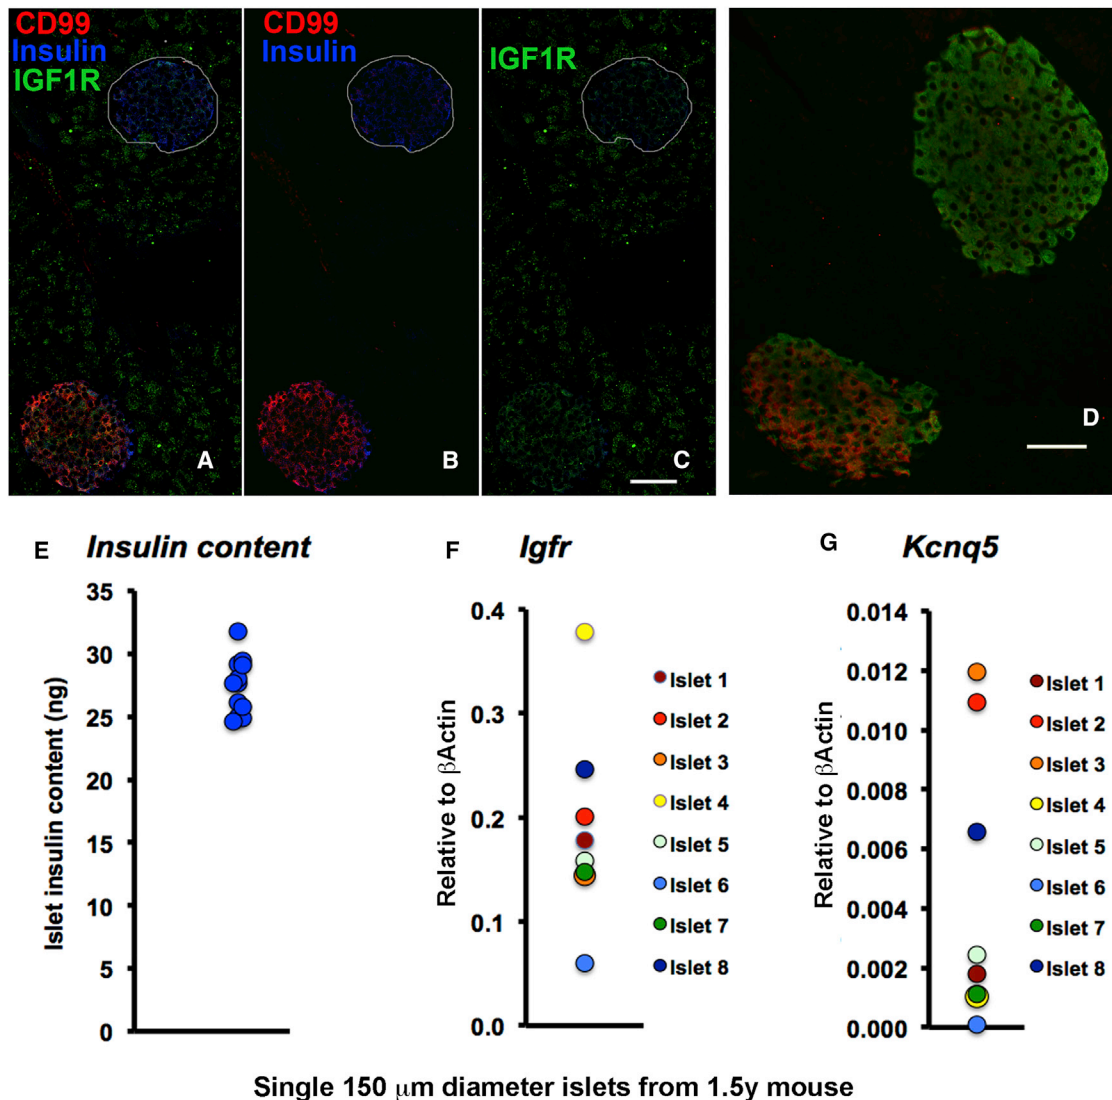 CD99
Insulin
IGF1R
A
CD99
Insulin
B
IGF1R
C
D
E
Insulin content
Islet insulin content (ng)
35
30
25
20
15
10
5
0
F
Igfr
Relative to βActin
0.4
0.3
0.2
0.1
0.0
Islet 1
Islet 2
Islet 3
Islet 4
Islet 5
Islet 6
Islet 7
Islet 8
G
Kcnq5
Relative to βActin
0.014
0.012
0.010
0.008
0.006
0.004
0.002
0.000
Islet 1
Islet 2
Islet 3
Islet 4
Islet 5
Islet 6
Islet 7
Islet 8
Single 150 μm diameter islets from 1.5y mouse